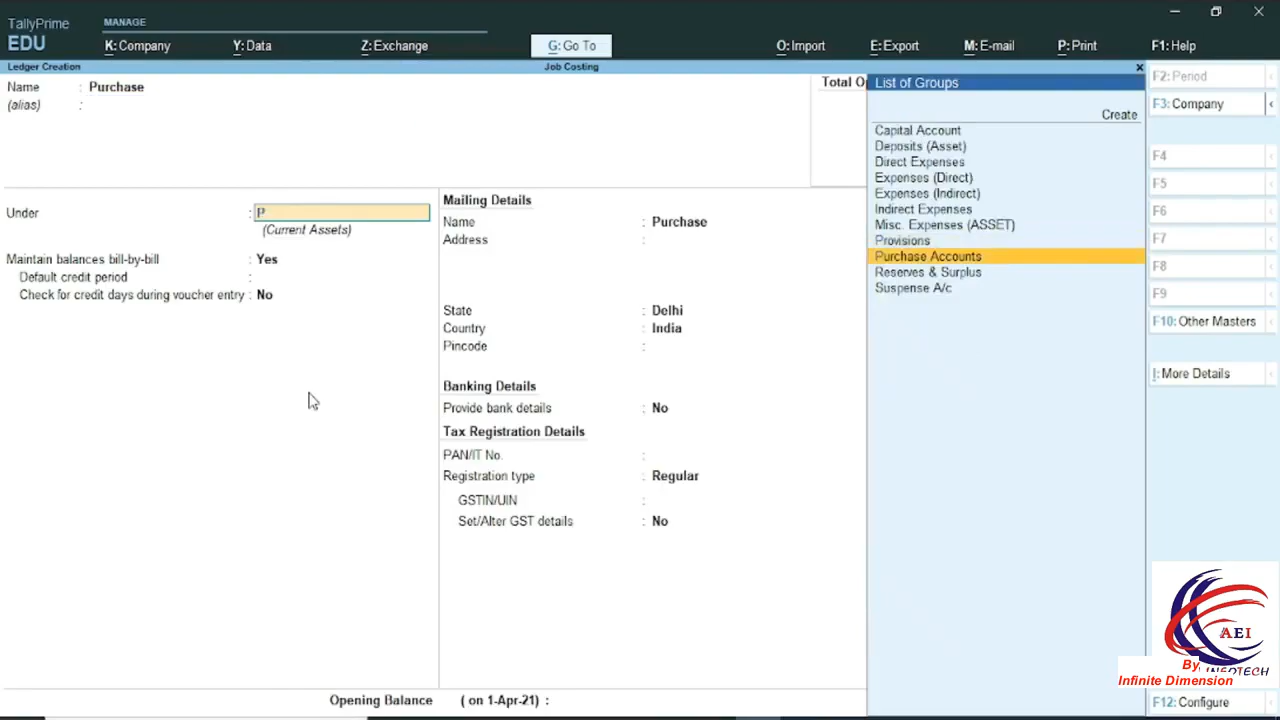 TallyPrime
EDU
MANAGE
K: Company
Y: Data
Z: Exchange
G: Go To
O: Import
E: Export
M: E-mail
P: Print
F1: Help
Ledger Creation
Job Costing
×
Name : Purchase
(alias) :
Total Op
List of Groups
Create
Capital Account
Deposits (Asset)
Direct Expenses
Expenses (Direct)
Expenses (Indirect)
Indirect Expenses
Misc. Expenses (ASSET)
Provisions
Purchase Accounts
Reserves & Surplus
Suspense A/c
Under : P
(Current Assets)
Maintain balances bill-by-bill : Yes
Default credit period :
Check for credit days during voucher entry : No
Mailing Details
Name : Purchase
Address :
State : Delhi
Country : India
Pincode :
Banking Details
Provide bank details : No
Tax Registration Details
PAN/IT No. :
Registration type : Regular
GSTIN/UIN :
Set/Alter GST details : No
Opening Balance ( on 1-Apr-21) :
F2: Period
F3: Company
F4
F5
F6
F7
F8
F9
F10: Other Masters
I: More Details
F12: Configure
AEI
By,
Infinite Dimension